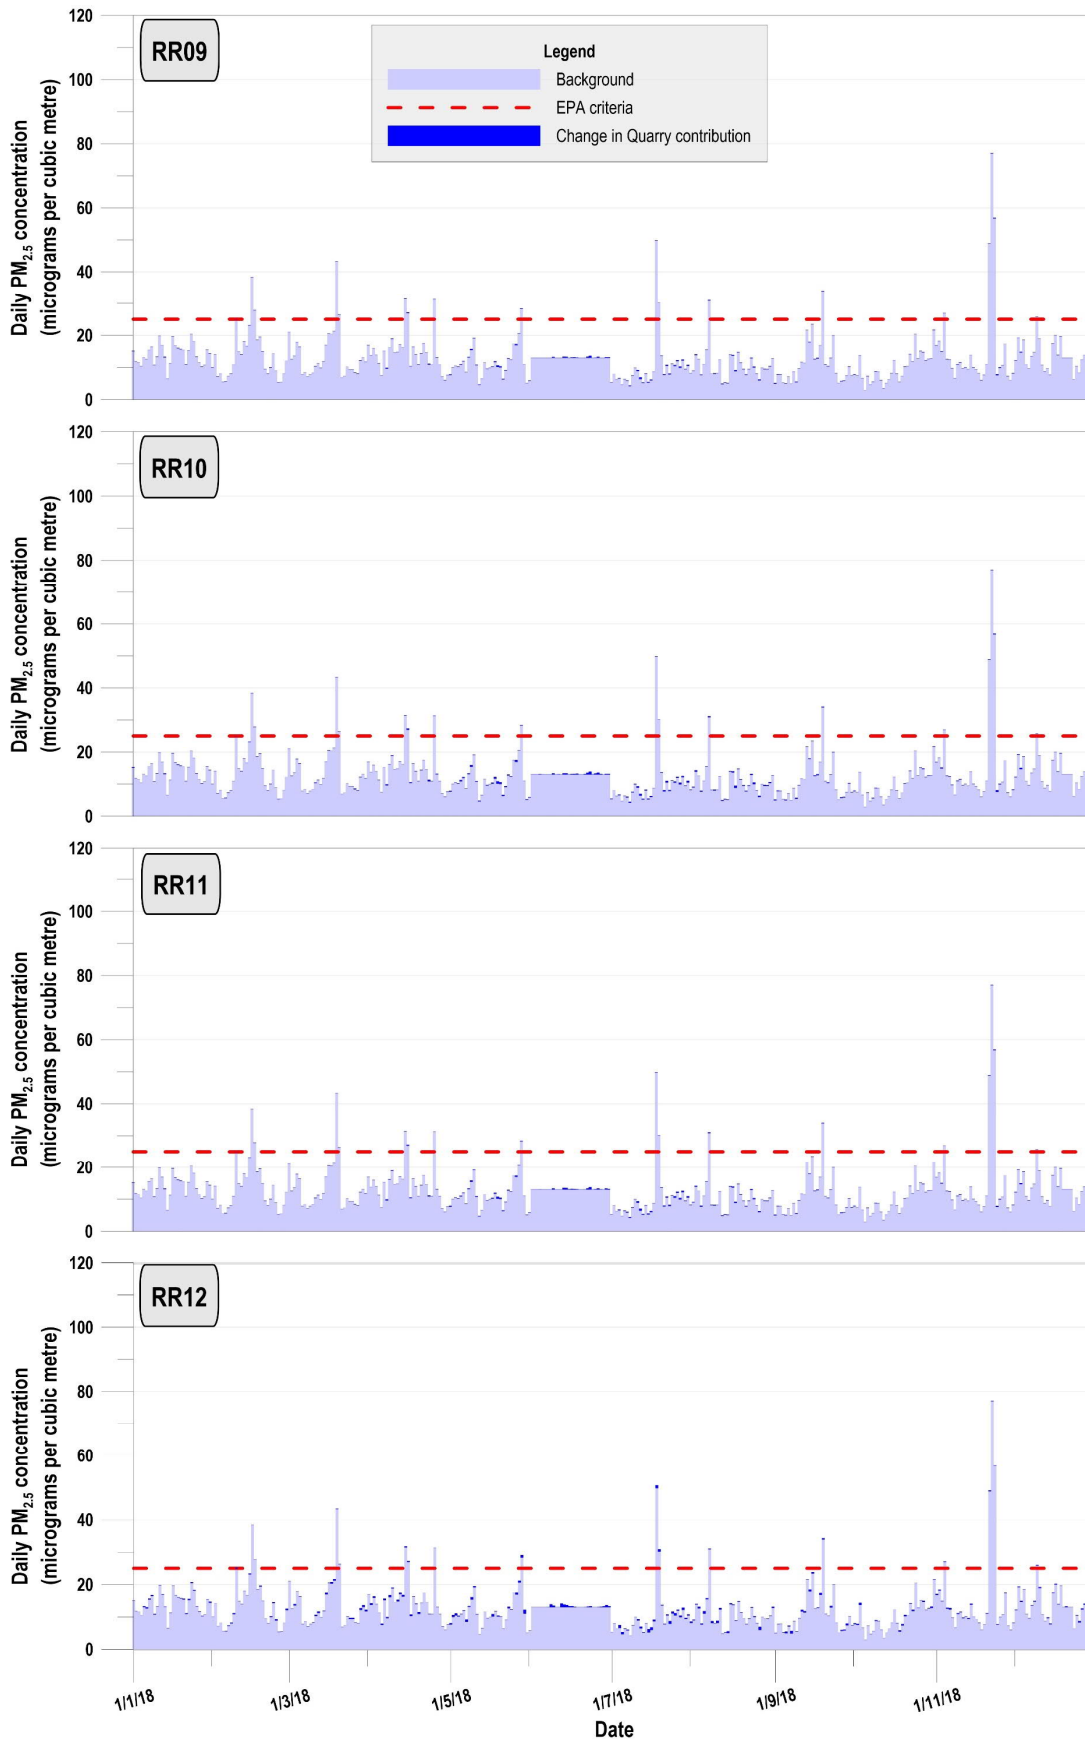 RR09
Legend
Background
EPA criteria
Change in Quarry contribution
Daily PM2.5 concentration
(micrograms per cubic metre)
120
100
80
60
40
20
0
RR10
Daily PM2.5 concentration
(micrograms per cubic metre)
120
100
80
60
40
20
0
RR11
Daily PM2.5 concentration
(micrograms per cubic metre)
120
100
80
60
40
20
0
RR12
Daily PM2.5 concentration
(micrograms per cubic metre)
120
100
80
60
40
20
0
1/1/18
1/3/18
1/5/18
1/7/18
1/9/18
1/11/18
Date